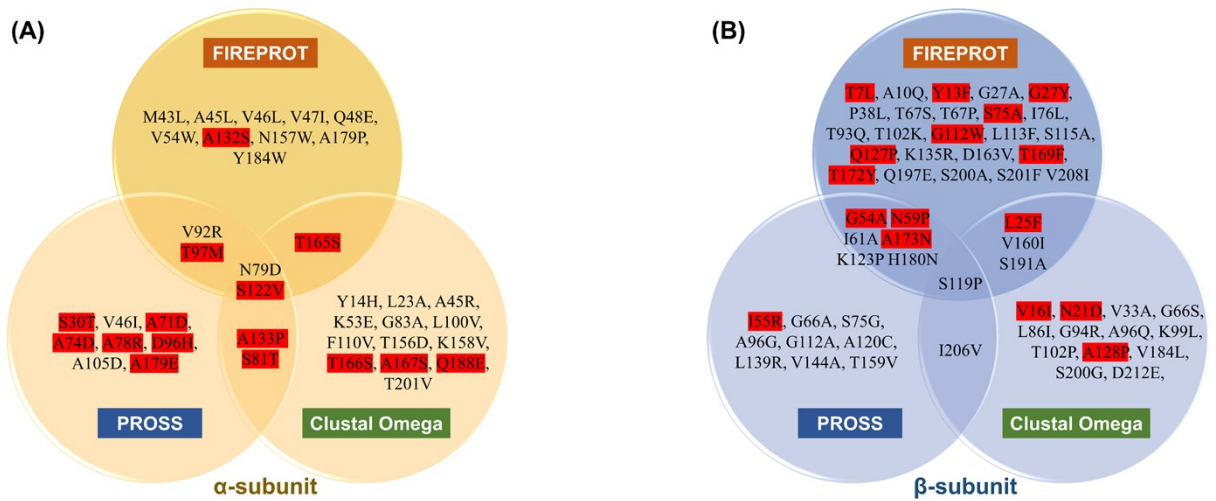 (A)
FIREPROT
M43L, A45L, V46L, V47I, Q48E,
V54W, A132S, N157W, A179P,
Y184W
V92R
T97M
T165S
N79D
S122V
S30T, V46I, A71D,
A74D, A78R, D96H,
A105D, A179E
A133P
S81T
Y14H, L23A, A45R,
K53E, G83A, L100V,
F110V, T156D, K158V,
T166S, A167S, Q188E,
T201V
PROSS
Clustal Omega
α-subunit
(B)
FIREPROT
T7L, A10Q, Y13F, G27A, G27Y,
P38L, T67S, T67P, S75A, I76L,
T93Q, T102K, G112W, L113F, S115A,
Q127P, K135R, D163V, T169F,
T172Y, Q197E, S200A, S201F V208I
G54A N59P
I61A A173N
K123P H180N
L25F
V160I
S191A
S119P
I55R, G66A, S75G,
A96G, G112A, A120C,
L139R, V144A, T159V
I206V
V16I, N21D, V33A, G66S,
L86I, G94R, A96Q, K99L,
T102P, A128P, V184L,
S200G, D212E,
PROSS
Clustal Omega
β-subunit